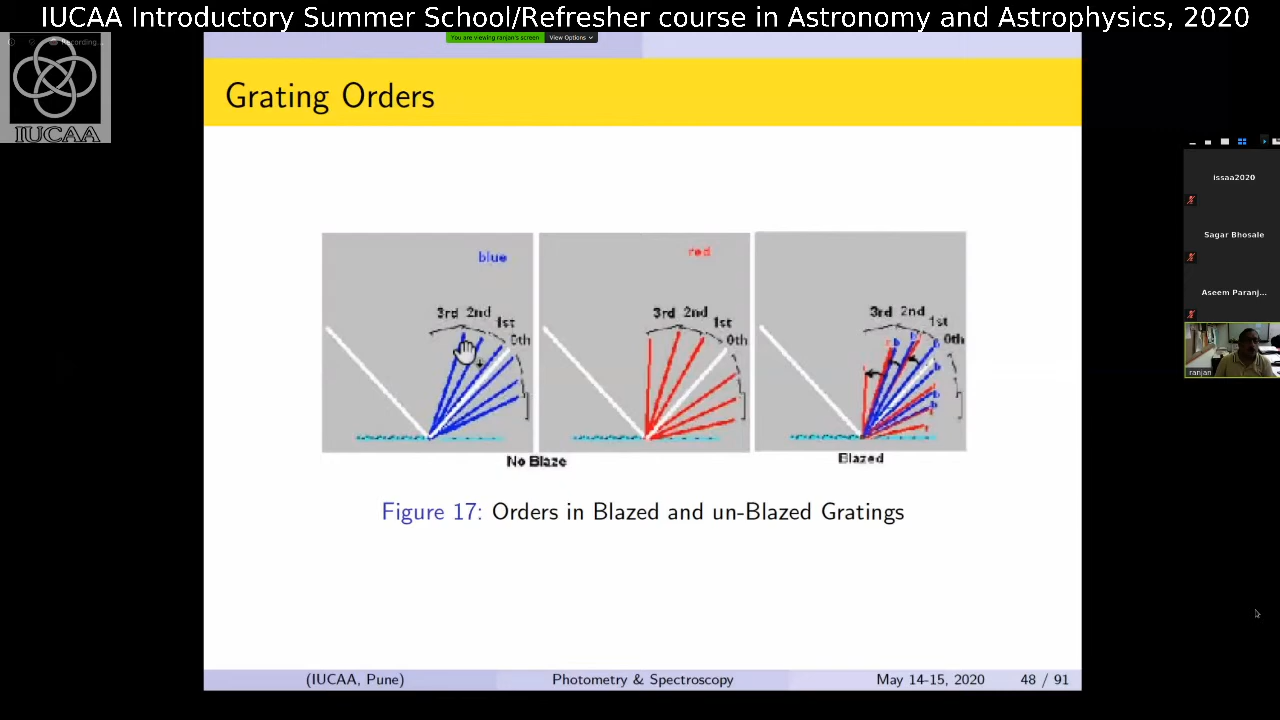 IUCAA Introductory Summer School/Refresher course in Astronomy and Astrophysics, 2020
You are viewing ranjan's screen View Options
Recording...
IUCAA
Grating Orders
blue
3rd 2nd 1st 0th
red
3rd 2nd 1st 0th
3rd 2nd 1st 0th
No Blaze
Blazed
Figure 17: Orders in Blazed and un-Blazed Gratings
(IUCAA, Pune) Photometry & Spectroscopy May 14-15, 2020 48 / 91
issaa2020
Sagar Bhosale
Aseem Paranj...
ranjan